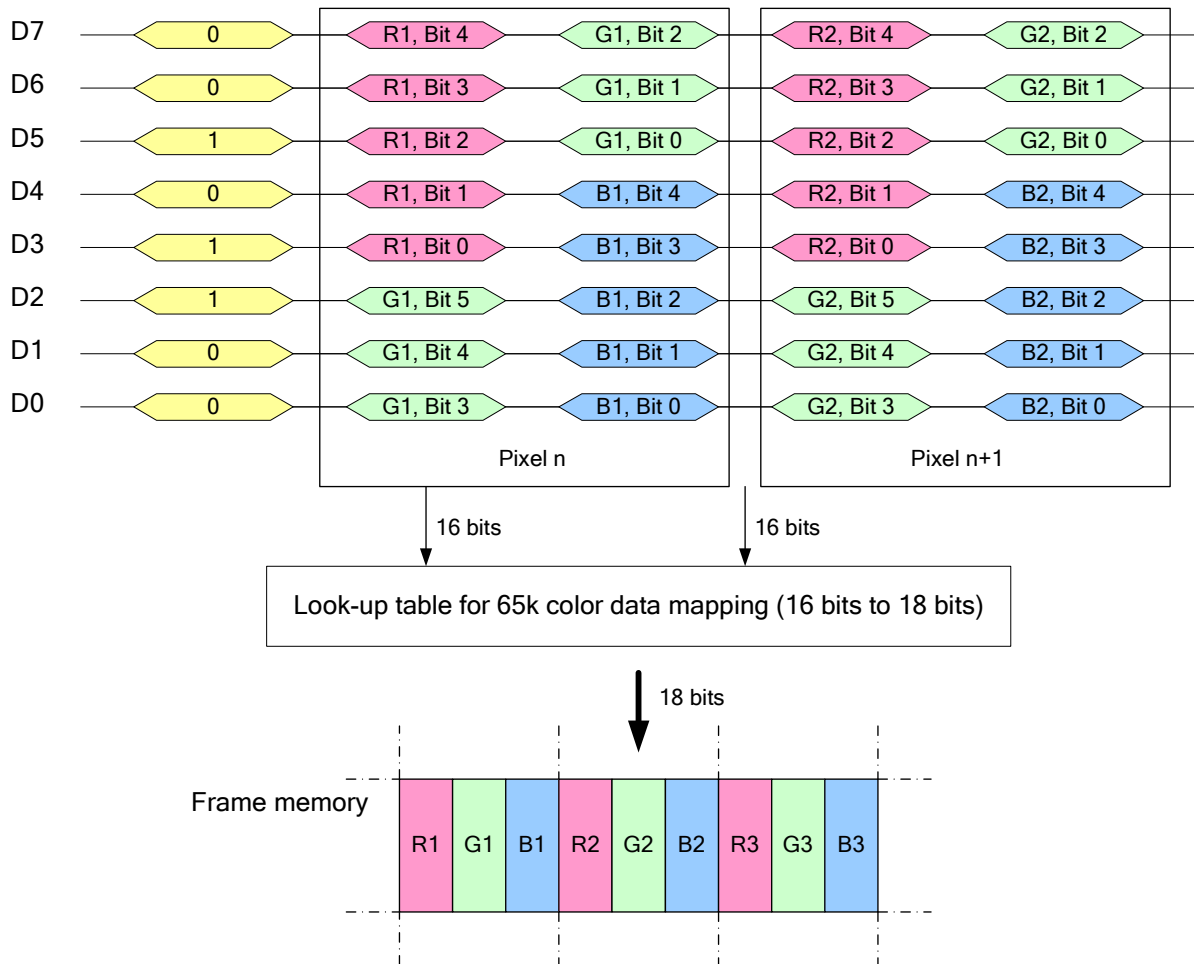 D7 0 R1, Bit 4 G1, Bit 2 R2, Bit 4 G2, Bit 2
D6 0 R1, Bit 3 G1, Bit 1 R2, Bit 3 G2, Bit 1
D5 1 R1, Bit 2 G1, Bit 0 R2, Bit 2 G2, Bit 0
D4 0 R1, Bit 1 B1, Bit 4 R2, Bit 1 B2, Bit 4
D3 1 R1, Bit 0 B1, Bit 3 R2, Bit 0 B2, Bit 3
D2 1 G1, Bit 5 B1, Bit 2 G2, Bit 5 B2, Bit 2
D1 0 G1, Bit 4 B1, Bit 1 G2, Bit 4 B2, Bit 1
D0 0 G1, Bit 3 B1, Bit 0 G2, Bit 3 B2, Bit 0
Pixel n Pixel n+1
16 bits 16 bits
Look-up table for 65k color data mapping (16 bits to 18 bits)
18 bits
Frame memory
R1 G1 B1 R2 G2 B2 R3 G3 B3